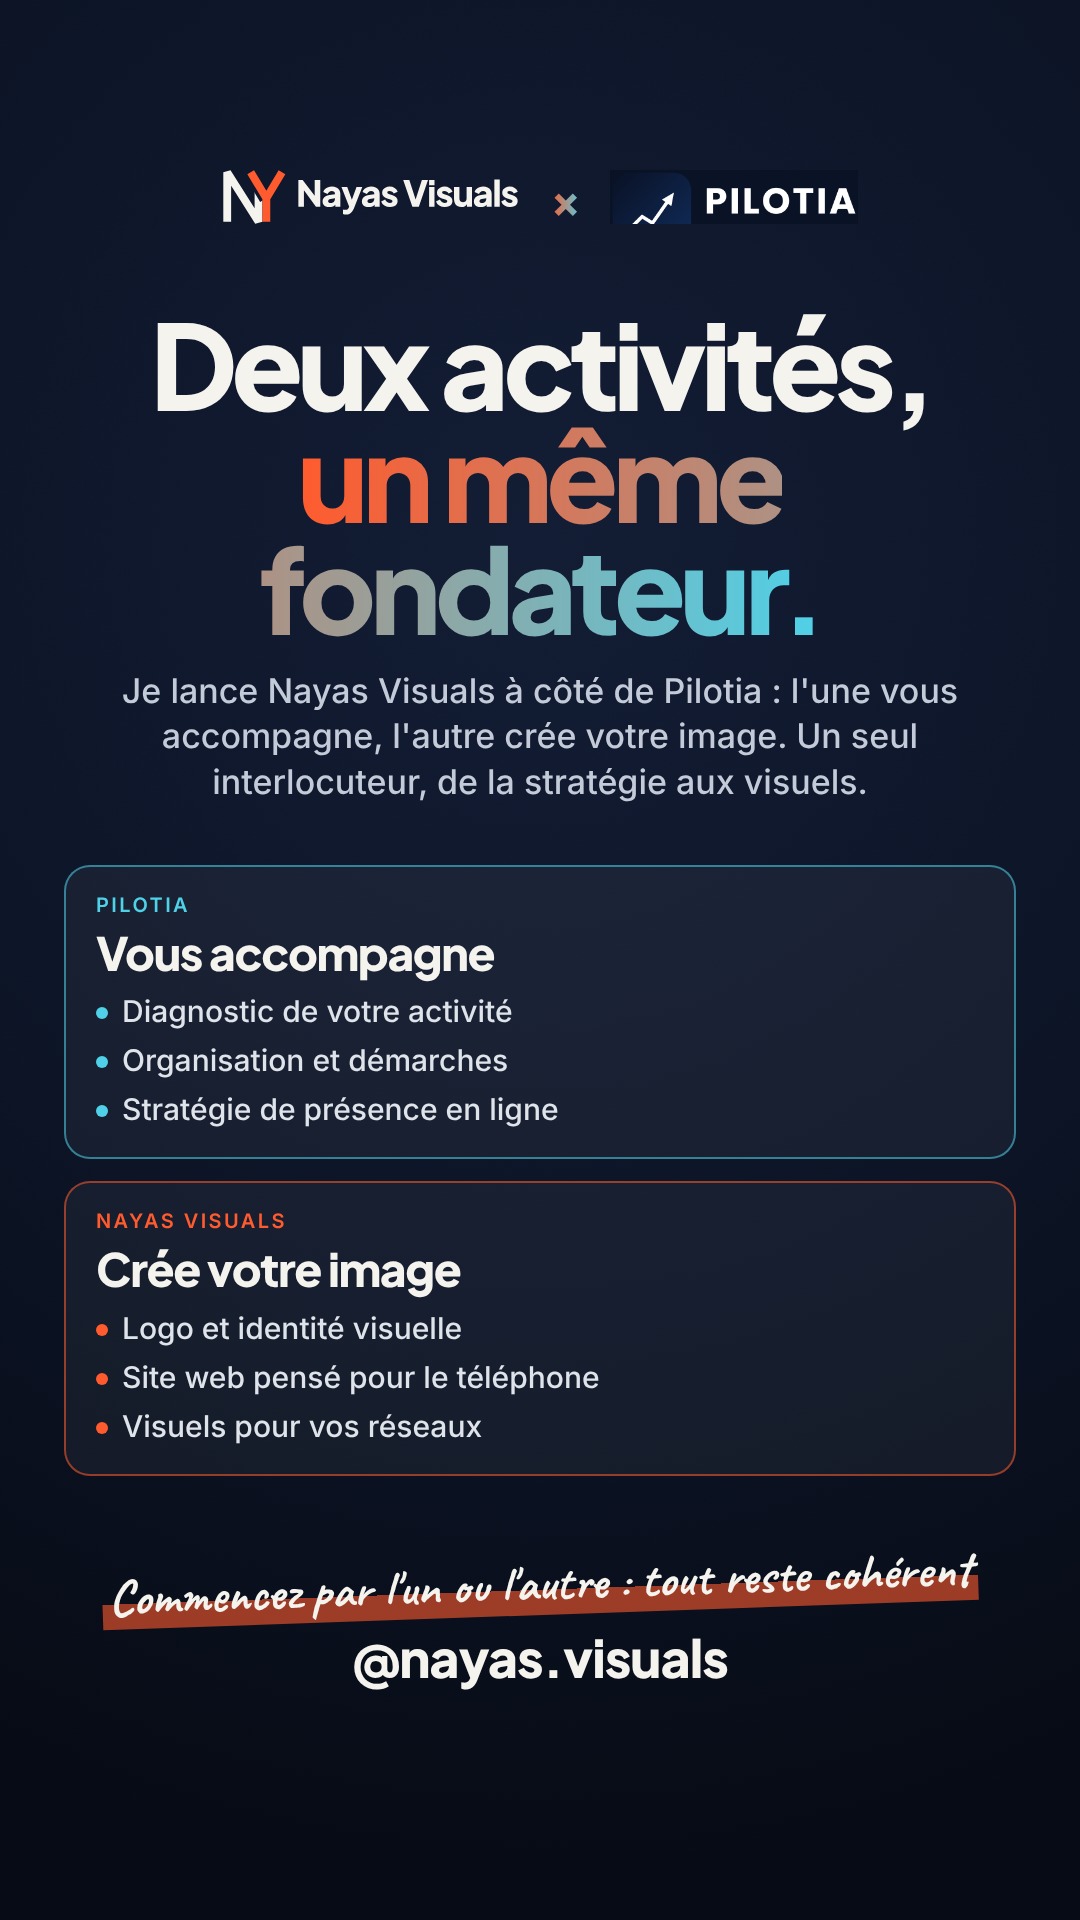 NY Nayas Visuals × PILOTIA
Deux activités,
un même
fondateur.
Je lance Nayas Visuals à côté de Pilotia : l'une vous
accompagne, l'autre crée votre image. Un seul
interlocuteur, de la stratégie aux visuels.
PILOTIA
Vous accompagne
• Diagnostic de votre activité
• Organisation et démarches
• Stratégie de présence en ligne
NAYAS VISUALS
Crée votre image
• Logo et identité visuelle
• Site web pensé pour le téléphone
• Visuels pour vos réseaux
Commencez par l'un ou l'autre : tout reste cohérent
@nayas.visuals